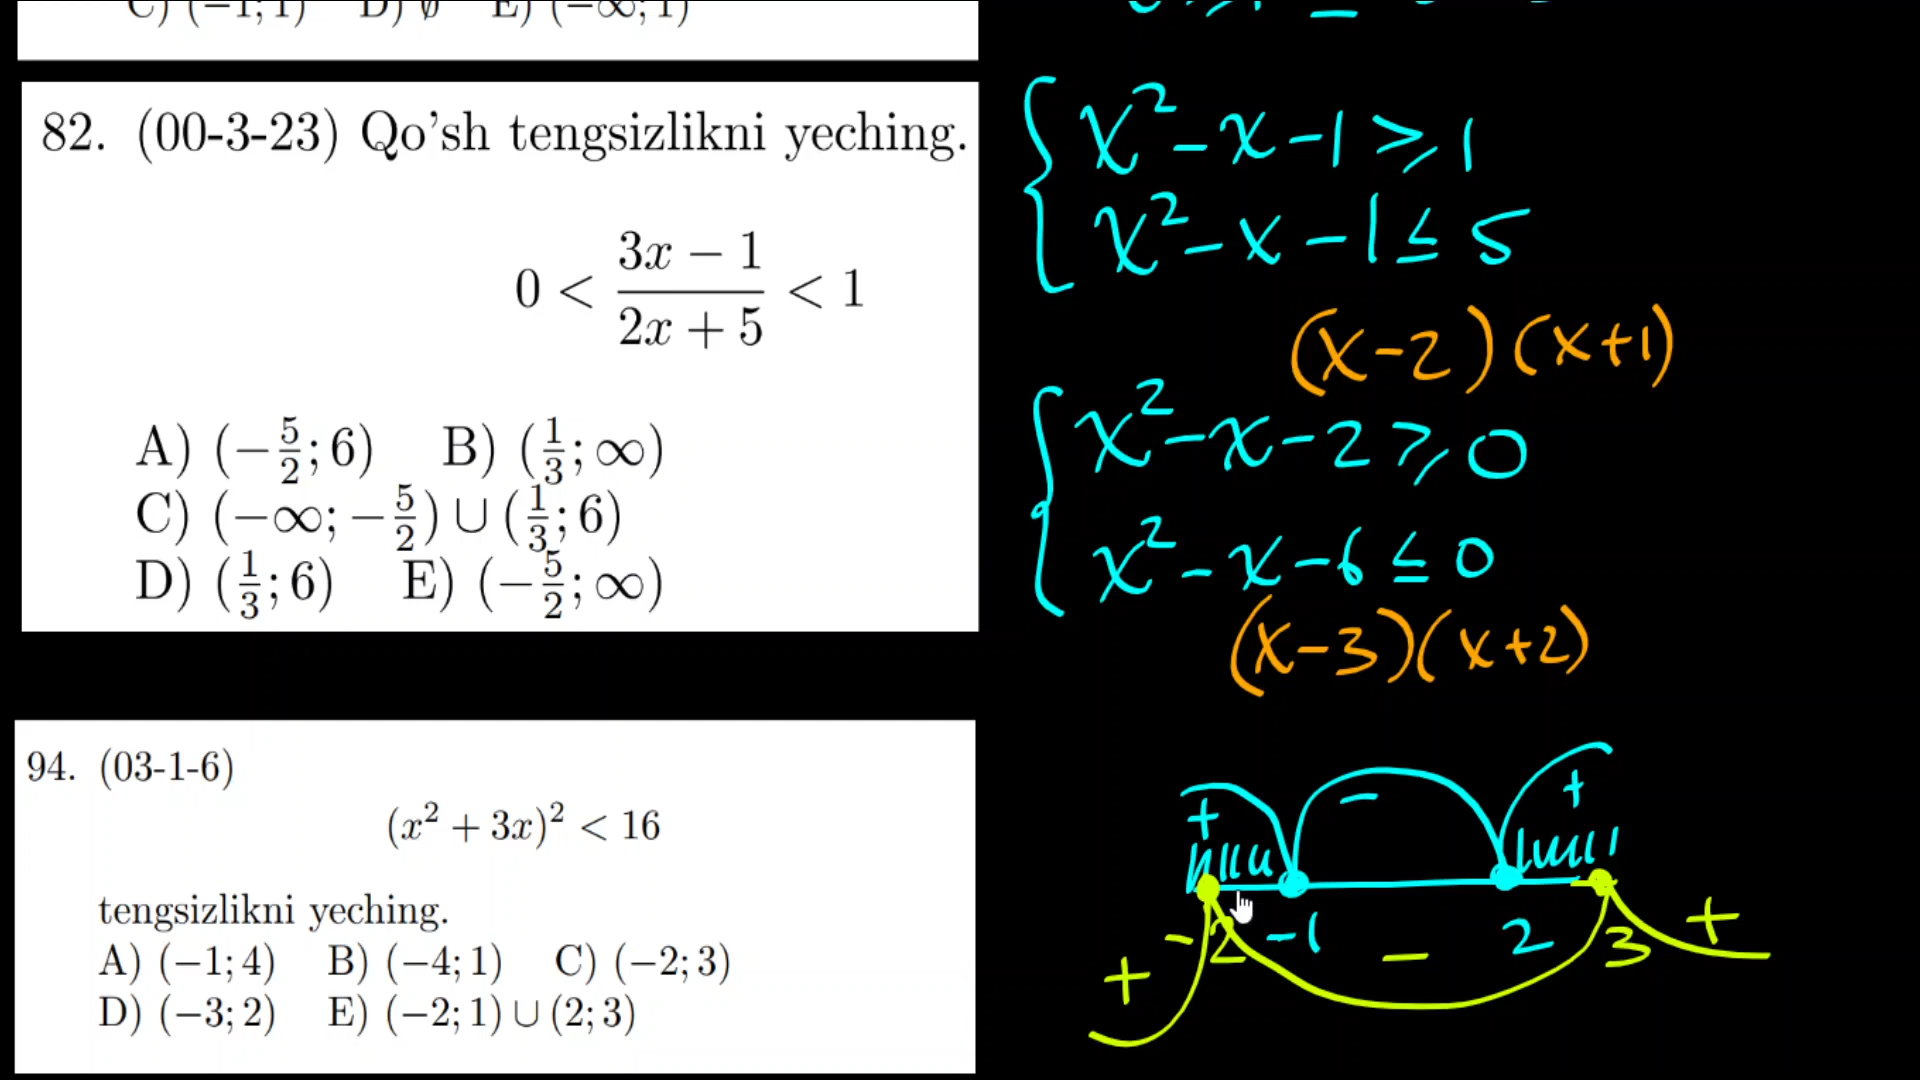 C) (−1; 1) D) ∅ E) (−∞; 1)
82. (00-3-23) Qo'sh tengsizlikni yeching.
0 < (3x − 1)/(2x + 5) < 1
A) (−5/2; 6) B) (1/3; ∞)
C) (−∞; −5/2) ∪ (1/3; 6)
D) (1/3; 6) E) (−5/2; ∞)
94. (03-1-6)
(x² + 3x)² < 16
tengsizlikni yeching.
A) (−1; 4) B) (−4; 1) C) (−2; 3)
D) (−3; 2) E) (−2; 1) ∪ (2; 3)
x² − x − 1 ⩾ 1
x² − x − 1 ≤ 5
(x−2)(x+1)
x² − x − 2 ⩾ 0
x² − x − 6 ≤ 0
(x−3)(x+2)
+ − +
−2 −1 2 3
+ − +